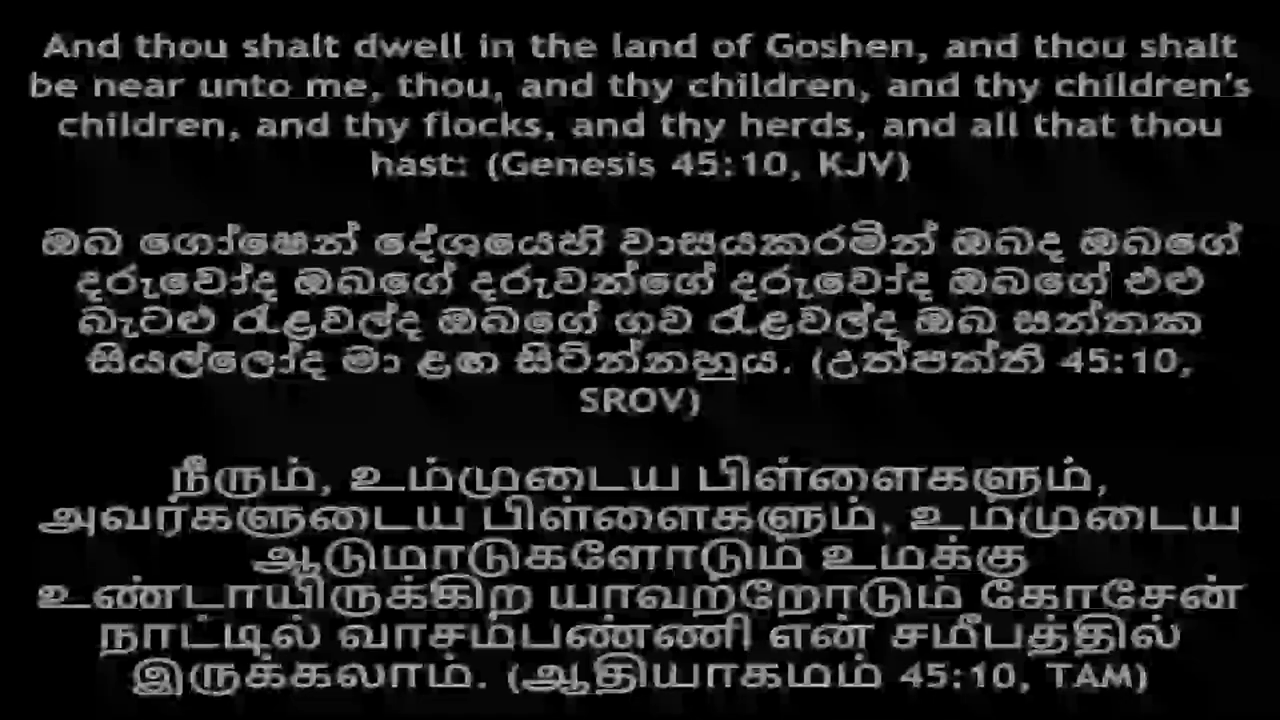 And thou shalt dwell in the land of Goshen, and thou shalt
be near unto me, thou, and thy children, and thy children's
children, and thy flocks, and thy herds, and all that thou
hast: (Genesis 45:10, KJV)
ඔබ ගෝෂෙන් දේශයෙහි වාසයකරමින් ඔබද ඔබගේ
දරුවෝද ඔබගේ දරුවන්ගේ දරුවෝද ඔබගේ එළු
බැටළු රැළවල්ද ඔබගේ ගව රැළවල්ද ඔබ සන්තක
සියල්ලෝද මා ළඟ සිටින්නහුය. (උත්පත්ති 45:10,
SROV)
நீரும், உம்முடைய பிள்ளைகளும்,
அவர்களுடைய பிள்ளைகளும், உம்முடைய
ஆடுமாடுகளோடும் உமக்கு
உண்டாயிருக்கிற யாவற்றோடும் கோசேன்
நாட்டில் வாசம்பண்ணி என் சமீபத்தில்
இருக்கலாம். (ஆதியாகமம் 45:10, TAM)